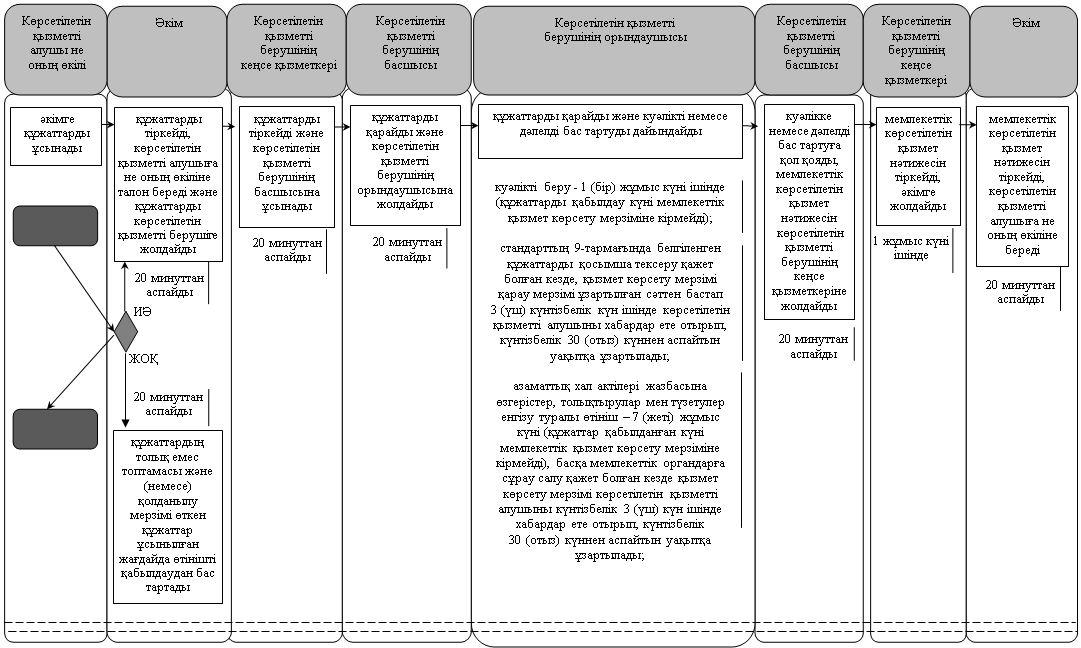 Көрсетілетін
қызметті
алушы не
оның өкілі
Әкім
Көрсетілетін
қызметті
берушінің
кеңсе қызметкері
Көрсетілетін
қызметті
берушінің
басшысы
Көрсетілетін қызметті
берушінің орындаушысы
Көрсетілетін
қызметті
берушінің
басшысы
Көрсетілетін
қызметті
берушінің
кеңсе
қызметкері
Әкім
әкімге
құжаттарды
ұсынады
құжаттарды
тіркейді,
көрсетілетін
қызметті алушыға
не оның өкіліне
талон береді және
құжаттарды
көрсетілетін
қызметті берушіге
жолдайды
20 минуттан
аспайды
ИӘ
ЖОҚ
20 минуттан
аспайды
құжаттардың
толық емес
топтамасы және
(немесе)
қолданылу
мерзімі өткен
құжаттар
ұсынылған
жағдайда өтінішті
қабылдаудан бас
тартады
құжаттарды
тіркейді және
көрсетілетін
қызметті
берушінің
басшысына
ұсынады
20 минуттан
аспайды
құжаттарды
қарайды және
көрсетілетін
қызметті
берушінің
орындаушысына
жолдайды
20 минуттан
аспайды
құжаттарды қарайды және куәлікті немесе
дәлелді бас тартуды дайындайды
куәлікті беру - 1 (бір) жұмыс күні ішінде
(құжаттарды қабылдау күні мемлекеттік
қызмет көрсету мерзіміне кірмейді);
стандарттың 9-тармағында белгіленген
құжаттарды қосымша тексеру қажет
болған кезде, қызмет көрсету мерзімі
қарау мерзімі ұзартылған сәттен бастап
3 (үш) күнтізбелік күн ішінде көрсетілетін
қызметті алушыны хабардар ете отырып,
күнтізбелік 30 (отыз) күннен аспайтын
уақытқа ұзартылады;
азаматтық хал актілері жазбасына
өзгерістер, толықтырулар мен түзетулер
енгізу туралы өтініш – 7 (жеті) жұмыс
күні (құжаттар қабылданған күні
мемлекеттік қызмет көрсету мерзіміне
кірмейді), басқа мемлекеттік органдарға
сұрау салу қажет болған кезде қызмет
көрсету мерзімі көрсетілетін қызметті
алушыны күнтізбелік 3 (үш) күн ішінде
хабардар ете отырып, күнтізбелік
30 (отыз) күннен аспайтын уақытқа
ұзартылады;
куәлікке
немесе дәлелді
бас тартуға
қол қояды,
мемлекеттік
көрсетілетін
қызмет
нәтижесін
көрсетілетін
қызметті
берушінің
кеңсе
қызметкеріне
жолдайды
20 минуттан
аспайды
мемлекеттік
көрсетілетін
қызмет
нәтижесін
тіркейді,
әкімге
жолдайды
1 жұмыс күні
ішінде
мемлекеттік
көрсетілетін
қызмет
нәтижесін
тіркейді,
көрсетілетін
қызметті
алушыға не
оның өкіліне
береді
20 минуттан
аспайды